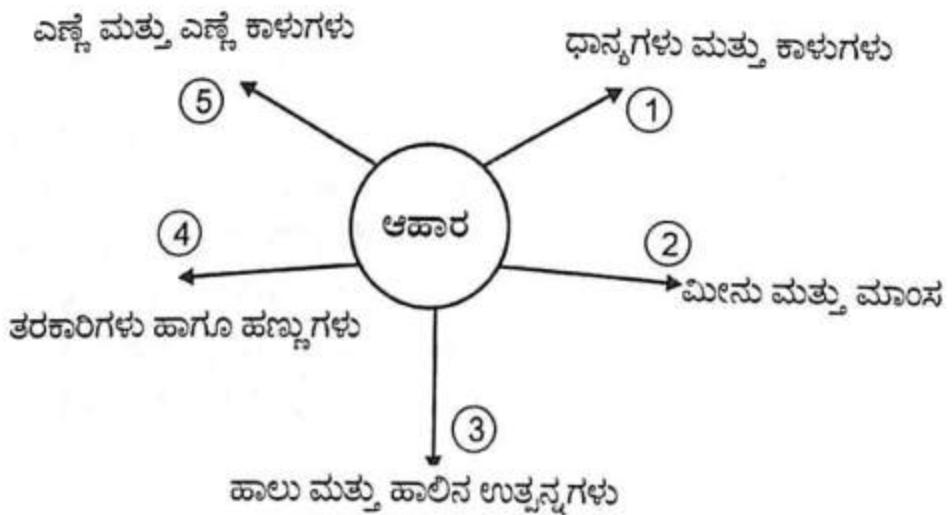 ಎಣ್ಣೆ ಮತ್ತು ಎಣ್ಣೆ ಕಾಳುಗಳು
ಧಾನ್ಯಗಳು ಮತ್ತು ಕಾಳುಗಳು
5
1
ಆಹಾರ
4
2
ಮೀನು ಮತ್ತು ಮಾಂಸ
ತರಕಾರಿಗಳು ಹಾಗೂ ಹಣ್ಣುಗಳು
3
ಹಾಲು ಮತ್ತು ಹಾಲಿನ ಉತ್ಪನ್ನಗಳು